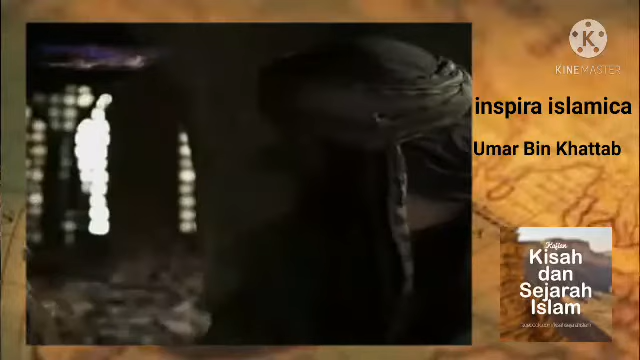 KINEMASTER
inspira islamica
Umar Bin Khattab
Kisah
dan
Sejarah
Islam